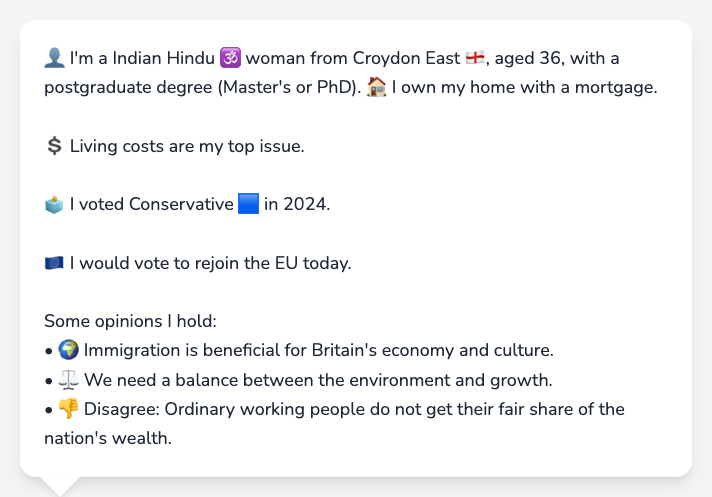 👤 I'm a Indian Hindu 🕉️ woman from Croydon East 🏴󠁧󠁢󠁥󠁮󠁧󠁿, aged 36, with a
postgraduate degree (Master's or PhD). 🏠 I own my home with a mortgage.
💲 Living costs are my top issue.
🗳️ I voted Conservative 🟦 in 2024.
🇪🇺 I would vote to rejoin the EU today.
Some opinions I hold:
• 🌍 Immigration is beneficial for Britain's economy and culture.
• ⚖️ We need a balance between the environment and growth.
• 👎 Disagree: Ordinary working people do not get their fair share of the
nation's wealth.